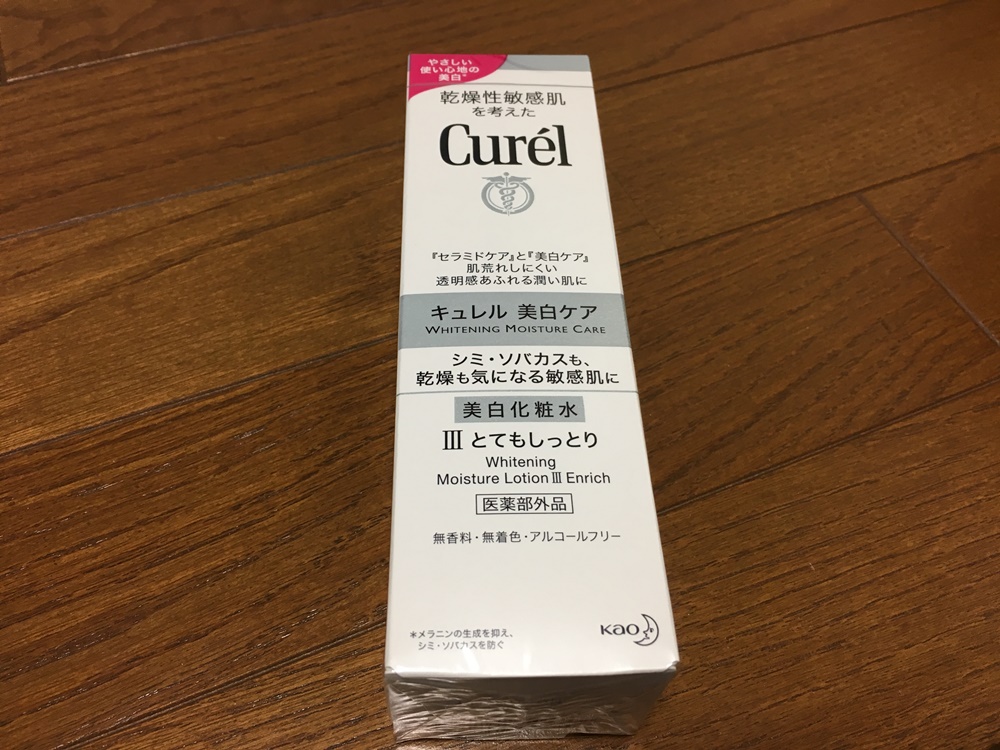 やさしい
使い心地の
美白*
乾燥性敏感肌
を考えた
Curél
『セラミドケア』と『美白ケア』
肌荒れしにくい
透明感あふれる潤い肌に
キュレル 美白ケア
WHITENING MOISTURE CARE
シミ・ソバカスも、
乾燥も気になる敏感肌に
美白化粧水
Ⅲ とてもしっとり
Whitening
Moisture Lotion Ⅲ Enrich
医薬部外品
無香料・無着色・アルコールフリー
*メラニンの生成を抑え、
シミ・ソバカスを防ぐ
Kao